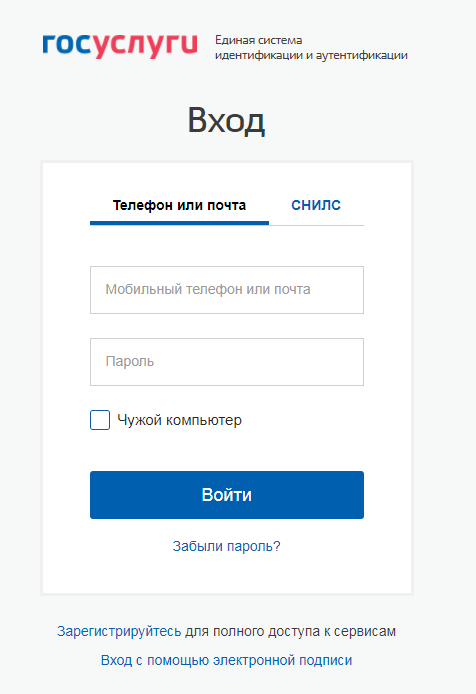 госуслуги
Единая система
идентификации и аутентификации
Вход
Телефон или почта СНИЛС
Мобильный телефон или почта
Пароль
Чужой компьютер
Войти
Забыли пароль?
Зарегистрируйтесь для полного доступа к сервисам
Вход с помощью электронной подписи